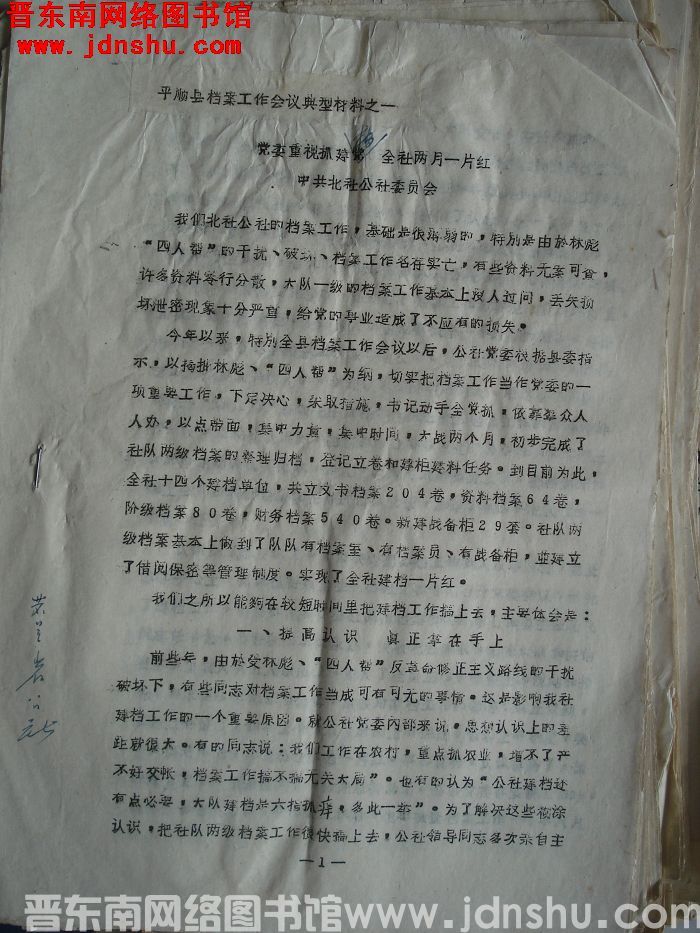 晋东南网络图书馆
www.jdnshu.com
平顺县档案工作会议典型材料之一
党委重视抓建档 全社两月一片红
中共北社公社委员会
我们北社公社的档案工作，基础是很薄弱的，特别是由於林彪、
“四人帮”的干扰、破坏、档案工作名存实亡，有些资料无案可查，
许多资料零行分散，大队一级的档案工作基本上没人过问，丢失损
坏泄密现象十分严重，给党的事业造成了不应有的损失。
今年以来，特别全县档案工作会议以后，公社党委根据县委指
示，以揭批林彪、“四人帮”为纲，切实把档案工作当作党委的一
项重要工作，下定决心，采取措施，书记动手全党抓，依靠群众人
人办，以点带面，集中力量，集中时间，大战两个月，初步完成了
社队两级档案的整理归档，登记立卷和建柜建料任务。到目前为此，
全社十四个建档单位，共立文书档案204卷，资料档案64卷，
阶级档案80卷，财务档案540卷。新建战备柜29套。社队两
级档案基本上做到了队队有档案室、有档案员、有战备柜，并建立
了借阅保密等管理制度。实现了全社建档一片红。
我们之所以能够在较短时间里把建档工作搞上去，主要体会是：
一、提高认识 真正掌在手上
前些年，由於受林彪、“四人帮”反革命修正主义路线的干扰
破坏下，有些同志对档案工作当成可有可无的事情。这是影响我社
建档工作的一个重要原因。就公社党委内部来说。思想认识上的差
距就很大。有的同志说：我们工作在农村，重点抓农业，增不了产
不好交帐，档案工作搞不搞无关大局”。也有的认为“公社建档还
有点必要，大队建档是六指抓痒，多此一举”。为了解决这些模涂
认识，把社队两级档案工作很快搞上去，公社领导同志多次亲自主
—1—
晋东南网络图书馆www.jdnshu.com